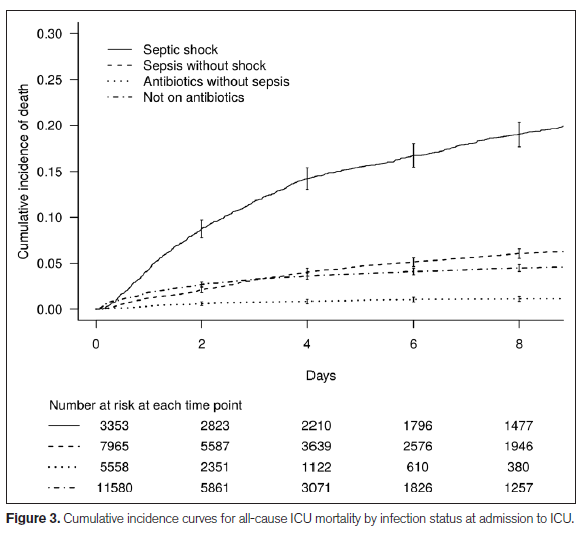 0.30
0.25
0.20
0.15
0.10
0.05
0.00
Cumulative incidence of death
Septic shock
Sepsis without shock
Antibiotics without sepsis
Not on antibiotics
0 2 4 6 8
Days
Number at risk at each time point
3353 2823 2210 1796 1477
7965 5587 3639 2576 1946
5558 2351 1122 610 380
11580 5861 3071 1826 1257
Figure 3. Cumulative incidence curves for all-cause ICU mortality by infection status at admission to ICU.